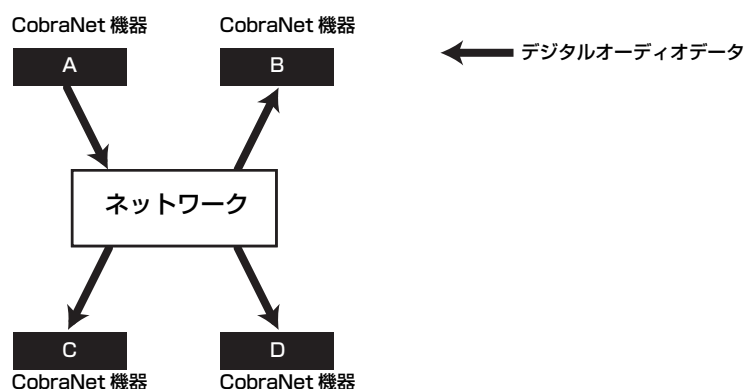 CobraNet 機器
CobraNet 機器
A
B
デジタルオーディオデータ
ネットワーク
C
D
CobraNet 機器
CobraNet 機器